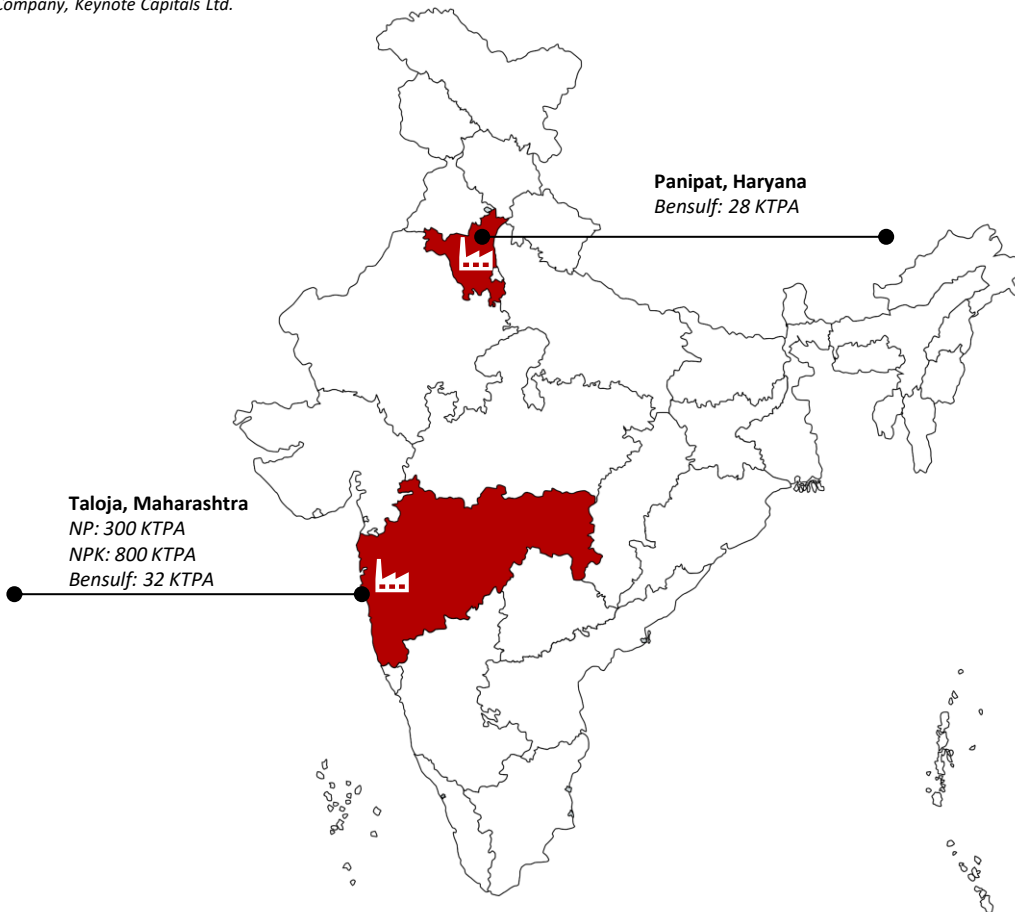 Company, Keynote Capitals Ltd.
Panipat, Haryana
Bensulf: 28 KTPA
Taloja, Maharashtra
NP: 300 KTPA
NPK: 800 KTPA
Bensulf: 32 KTPA